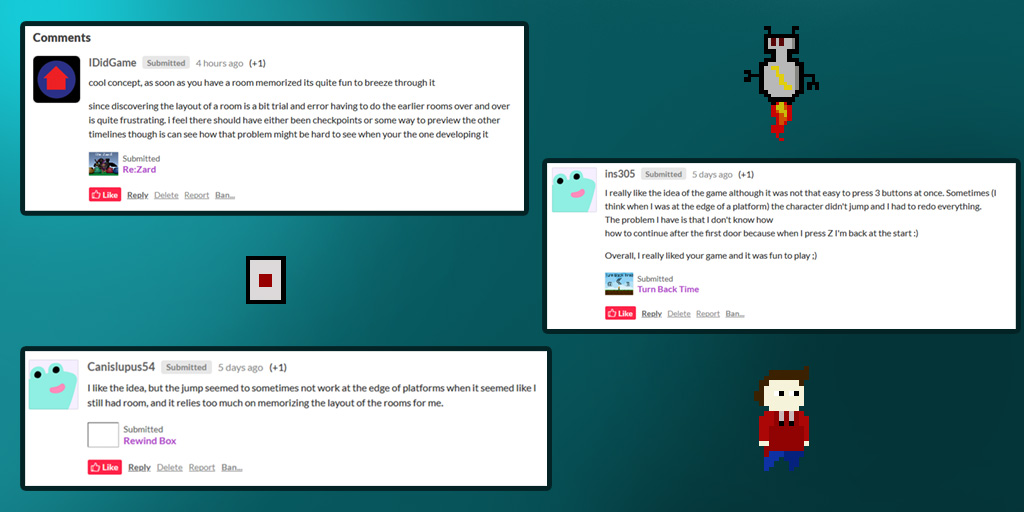 Comments
IDidGame Submitted 4 hours ago (+1)
cool concept, as soon as you have a room memorized its quite fun to breeze through it
since discovering the layout of a room is a bit trial and error having to do the earlier rooms over and over
is quite frustrating. i feel there should have either been checkpoints or some way to preview the other
timelines though is can see how that problem might be hard to see when your the one developing it
Submitted
Re:Zard
Like Reply Delete Report Ban...
ins305 Submitted 5 days ago (+1)
I really like the idea of the game although it was not that easy to press 3 buttons at once. Sometimes (I
think when I was at the edge of a platform) the character didn't jump and I had to redo everything.
The problem I have is that I don't know how
how to continue after the first door because when I press Z I'm back at the start :)
Overall, I really liked your game and it was fun to play ;)
Submitted
Turn Back Time
Like Reply Delete Report Ban...
Canislupus54 Submitted 5 days ago (+1)
I like the idea, but the jump seemed to sometimes not work at the edge of platforms when it seemed like I
still had room, and it relies too much on memorizing the layout of the rooms for me.
Submitted
Rewind Box
Like Reply Delete Report Ban...